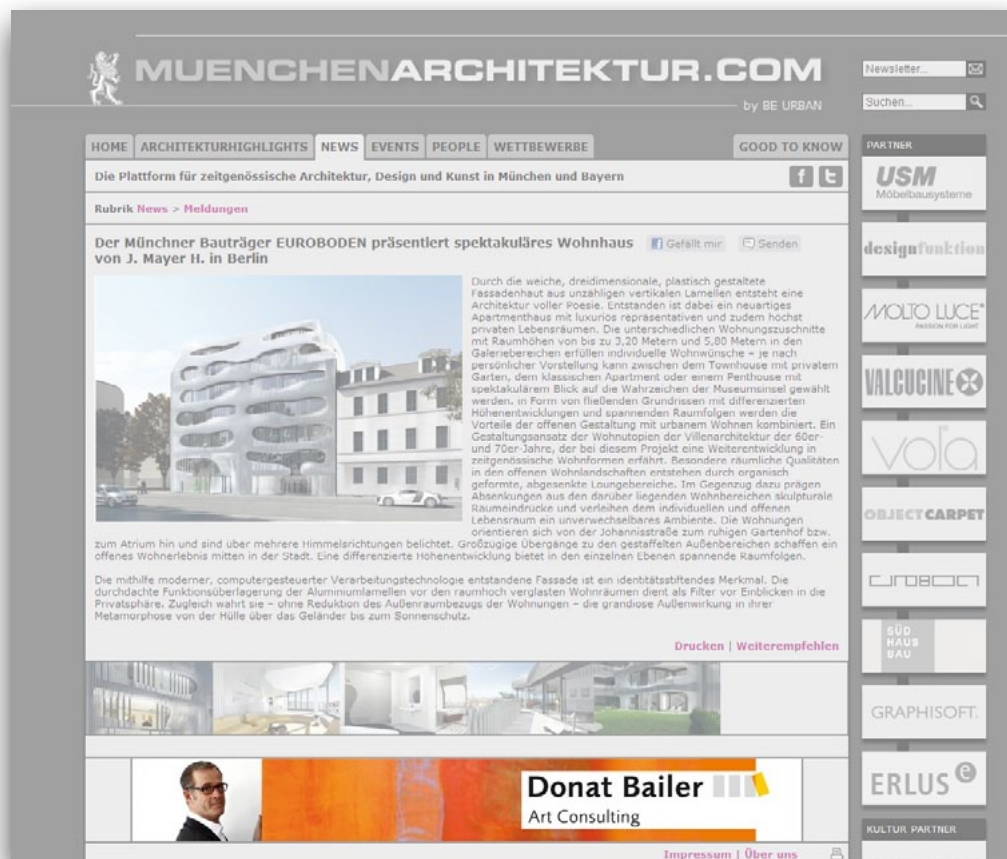 MUENCHENARCHITEKTUR.COM
by BE URBAN
Newsletter...
Suchen...
HOME ARCHITEKTURHIGHLIGHTS NEWS EVENTS PEOPLE WETTBEWERBE GOOD TO KNOW
Die Plattform für zeitgenössische Architektur, Design und Kunst in München und Bayern
Rubrik News > Meldungen
Der Münchner Bauträger EUROBODEN präsentiert spektakuläres Wohnhaus
von J. Mayer H. in Berlin
Gefällt mir
Senden
Durch die weiche, dreidimensionale, plastisch gestaltete
Fassadenhaut aus unzähligen vertikalen Lamellen entsteht eine
Architektur voller Poesie. Entstanden ist dabei ein neuartiges
Apartmenthaus mit luxuriös repräsentativen und zudem höchst
privaten Lebensräumen. Die unterschiedlichen Wohnungszuschnitte
mit Raumhöhen von bis zu 3,20 Metern und 5,80 Metern in den
Galeriebereichen erfüllen individuelle Wohnwünsche – je nach
persönlicher Vorstellung kann zwischen dem Townhouse mit privatem
Garten, dem klassischen Apartment oder einem Penthouse mit
spektakulärem Blick auf die Wahrzeichen der Museumsinsel gewählt
werden. in Form von fließenden Grundrissen mit differenzierten
Höhenentwicklungen und spannenden Raumfolgen werden die
Vorteile der offenen Gestaltung mit urbanem Wohnen kombiniert. Ein
Gestaltungsansatz der Wohnutopien der Villenarchitektur der 60er-
und 70er-Jahre, der bei diesem Projekt eine Weiterentwicklung in
zeitgenössische Wohnformen erfährt. Besondere räumliche Qualitäten
in den offenen Wohnlandschaften entstehen durch organisch
geformte, abgesenkte Loungebereiche. Im Gegenzug dazu prägen
Absenkungen aus den darüber liegenden Wohnbereichen skulpturale
Raumeindrücke und verleihen dem individuellen und offenen
Lebensraum ein unverwechselbares Ambiente. Die Wohnungen
orientieren sich von der Johannisstraße zum ruhigen Gartenhof bzw.
zum Atrium hin und sind über mehrere Himmelsrichtungen belichtet. Großzügige Übergänge zu den gestaffelten Außenbereichen schaffen ein
offenes Wohnerlebnis mitten in der Stadt. Eine differenzierte Höhenentwicklung bietet in den einzelnen Ebenen spannende Raumfolgen.
Die mithilfe moderner, computergesteuerter Verarbeitungstechnologie entstandene Fassade ist ein identitätsstiftendes Merkmal. Die
durchdachte Funktionsüberlagerung der Aluminiumlamellen vor den raumhoch verglasten Wohnräumen dient als Filter vor Einblicken in die
Privatsphäre. Zugleich wahrt sie – ohne Reduktion des Außenraumbezugs der Wohnungen – die grandiose Außenwirkung in ihrer
Metamorphose von der Hülle über das Geländer bis zum Sonnenschutz.
Drucken | Weiterempfehlen
Donat Bailer
Art Consulting
Impressum | Über uns
PARTNER
USM
Möbelbausysteme
designfunktion
MOLTO LUCE®
PASSION FOR LIGHT
VALCUCINE
vola
OBJECT CARPET
SÜD
HAUS
BAU
GRAPHISOFT.
ERLUS e
KULTUR PARTNER